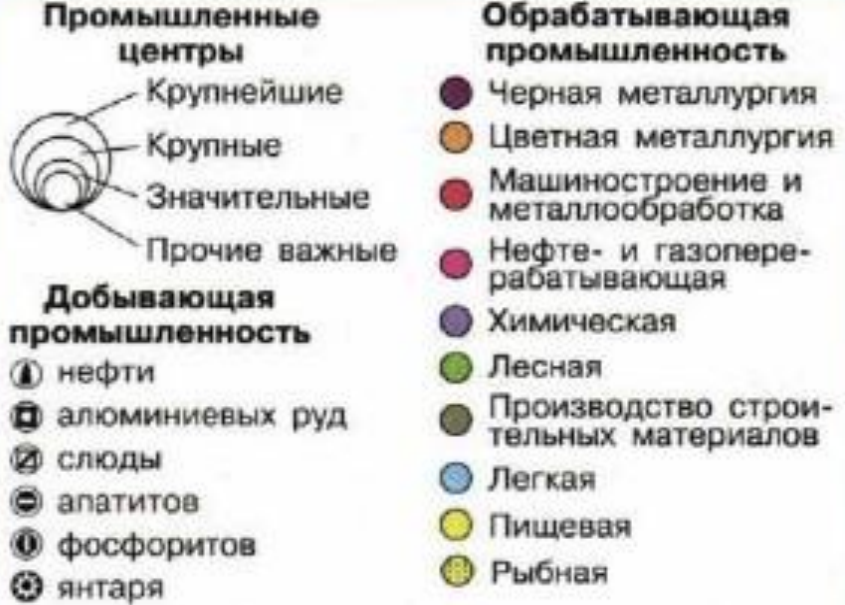 Промышленные
центры
Крупнейшие
Крупные
Значительные
Прочие важные
Добывающая
промышленность
нефти
алюминиевых руд
слюды
апатитов
фосфоритов
янтаря
Обрабатывающая
промышленность
Черная металлургия
Цветная металлургия
Машиностроение и
металлообработка
Нефте- и газопере-
рабатывающая
Химическая
Лесная
Производство строи-
тельных материалов
Легкая
Пищевая
Рыбная